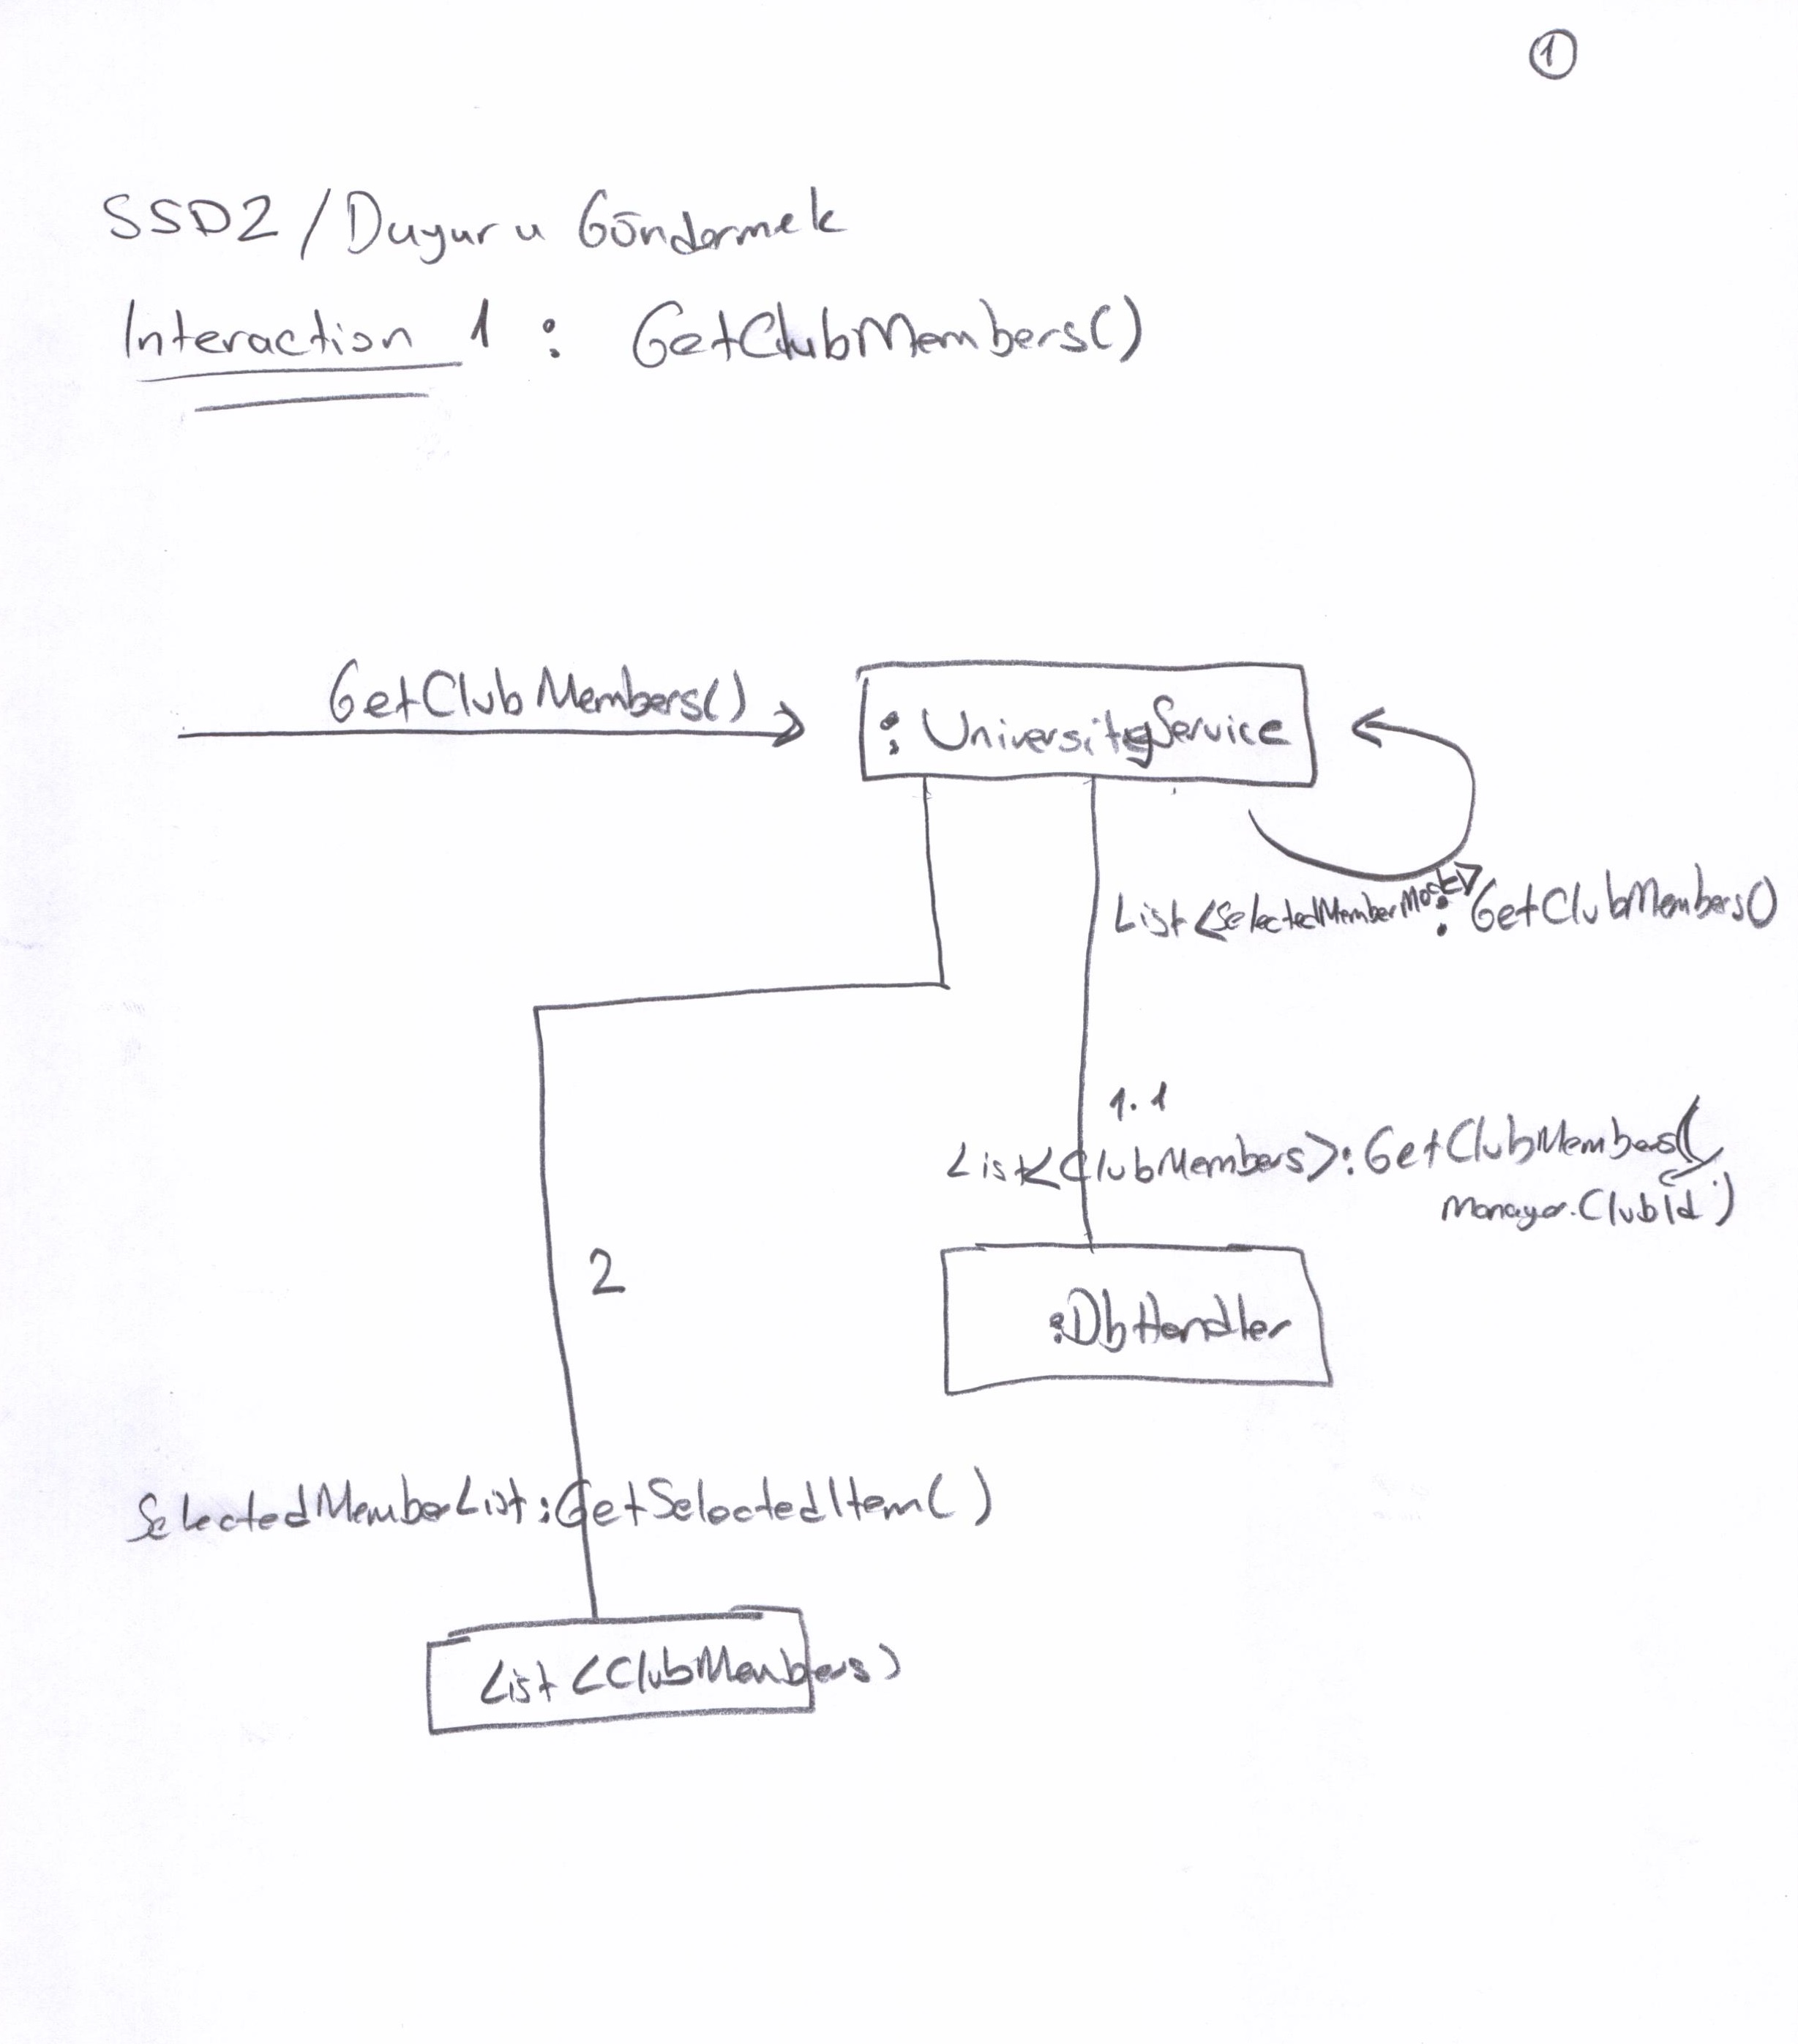 1
SSD2 / Duyuru Göndermek
Interaction 1 : GetClubMembers()
GetClubMembers()
: UniversityService
List <SelectedMemberModel> : GetClubMembers()
1.1
List<ClubMembers>:GetClubMembers(
manager.ClubId)
2
:DbHandler
SelectedMemberList:GetSelectedItem()
List <ClubMembers>